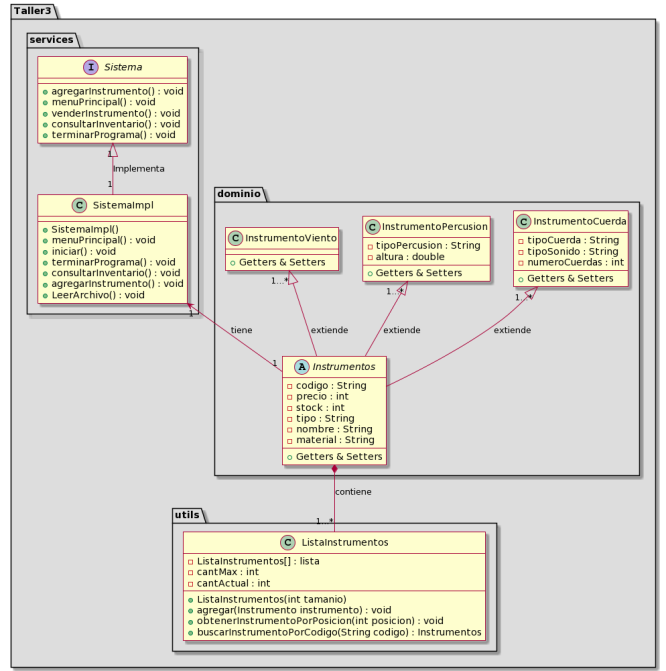 Taller3
services
I Sistema
agregarInstrumento() : void
menuPrincipal() : void
venderInstrumento() : void
consultarInventario() : void
terminarPrograma() : void
1
Implementa
1
C SistemaImpl
SistemaImpl()
menuPrincipal() : void
iniciar() : void
terminarPrograma() : void
consultarInventario() : void
agregarInstrumento() : void
LeerArchivo() : void
1
tiene
1
dominio
C InstrumentoViento
Getters & Setters
1...*
extiende
C InstrumentoPercusion
tipoPercusion : String
altura : double
Getters & Setters
1...*
extiende
C InstrumentoCuerda
tipoCuerda : String
tipoSonido : String
numeroCuerdas : int
Getters & Setters
1...*
extiende
A Instrumentos
codigo : String
precio : int
stock : int
tipo : String
nombre : String
material : String
Getters & Setters
contiene
1...*
utils
C ListaInstrumentos
ListaInstrumentos[] : lista
cantMax : int
cantActual : int
ListaInstrumentos(int tamanio)
agregar(Instrumento instrumento) : void
obtenerInstrumentoPorPosicion(int posicion) : void
buscarInstrumentoPorCodigo(String codigo) : Instrumentos